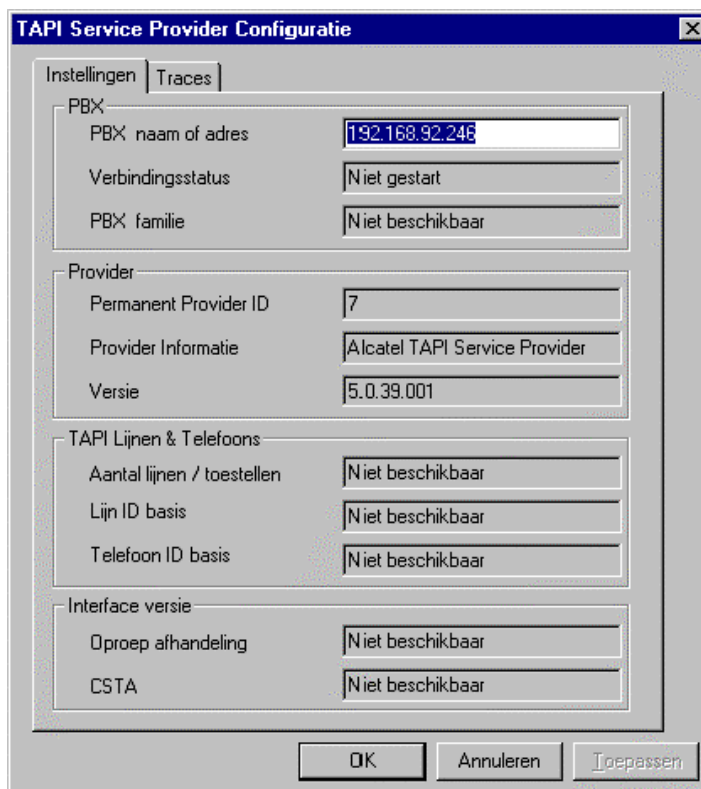 TAPI Service Provider Configuratie
Instellingen Traces
PBX
PBX naam of adres 192.168.92.246
Verbindingsstatus Niet gestart
PBX familie Niet beschikbaar
Provider
Permanent Provider ID 7
Provider Informatie Alcatel TAPI Service Provider
Versie 5.0.39.001
TAPI Lijnen & Telefoons
Aantal lijnen / toestellen Niet beschikbaar
Lijn ID basis Niet beschikbaar
Telefoon ID basis Niet beschikbaar
Interface versie
Oproep afhandeling Niet beschikbaar
CSTA Niet beschikbaar
OK Annuleren Toepassen